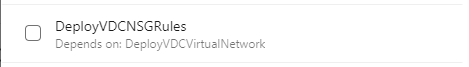 DeployVDCNSGRules
Depends on: DeployVDCVirtualNetwork